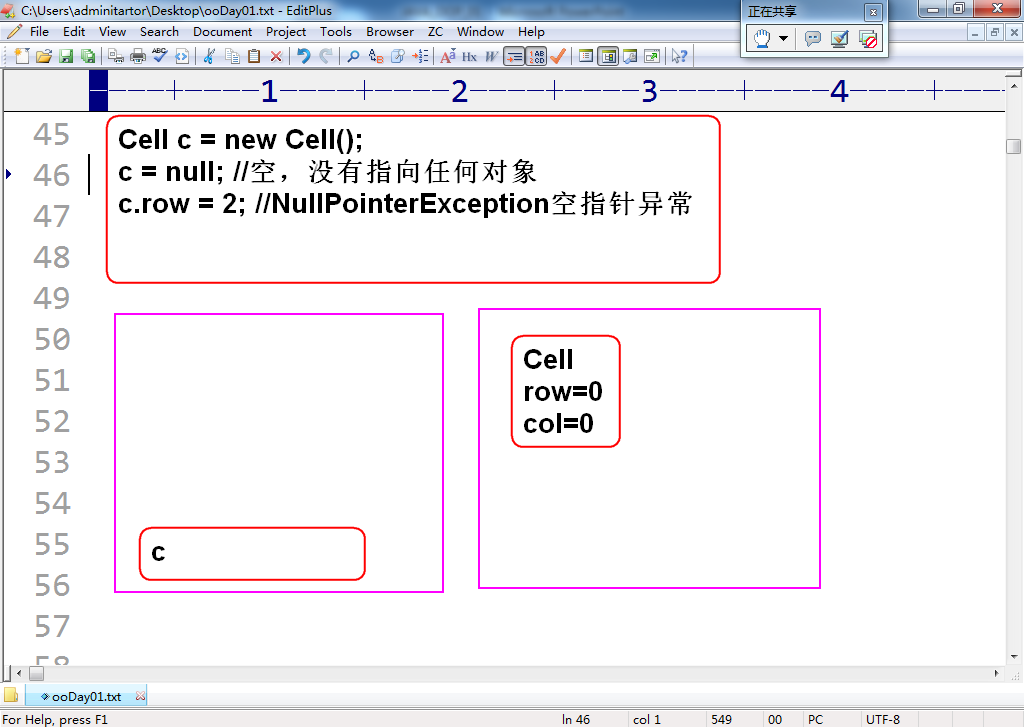 C:\Users\adminitartor\Desktop\ooDay01.txt - EditPlus
正在共享
File Edit View Search Document Project Tools Browser ZC Window Help
1 2 3 4
45
46
47
48
49
50
51
52
53
54
55
56
57
58
Cell c = new Cell();
c = null; //空，没有指向任何对象
c.row = 2; //NullPointerException空指针异常
c
Cell
row=0
col=0
ooDay01.txt
For Help, press F1 ln 46 col 1 549 00 PC UTF-8